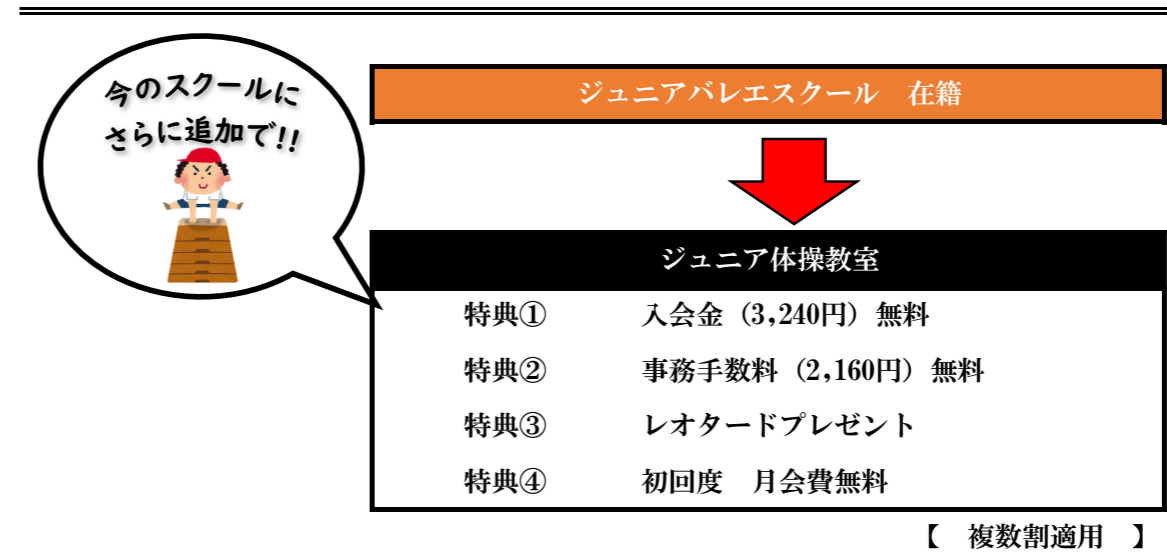 今のスクールに
さらに追加で!!
ジュニアバレエスクール　在籍
ジュニア体操教室
特典①　入会金（3,240円）無料
特典②　事務手数料（2,160円）無料
特典③　レオタードプレゼント
特典④　初回度　月会費無料
【　複数割適用　】